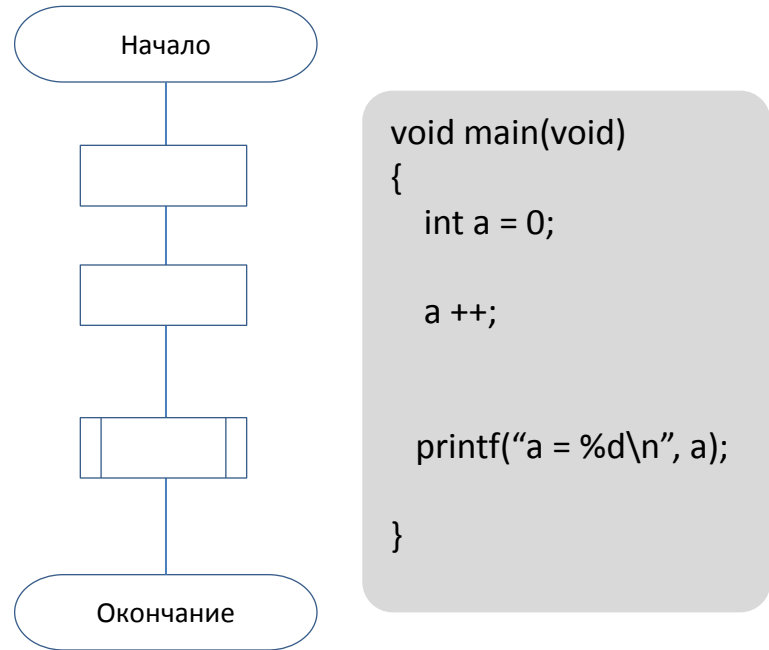 Начало
void main(void)
{
int a = 0;
a ++;
printf(“a = %d\n”, a);
}
Окончание